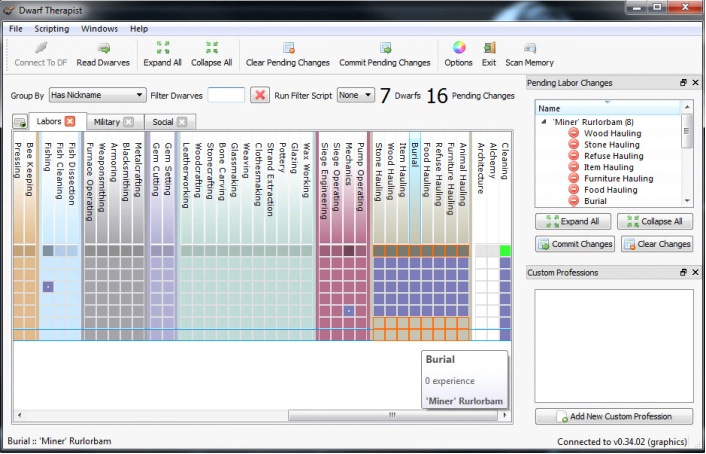 Dwarf Therapist
File Scripting Windows Help
Connect To DF Read Dwarves Expand All Collapse All Clear Pending Changes Commit Pending Changes Options Exit Scan Memory
Group By Has Nickname Filter Dwarves Run Filter Script None 7 Dwarfs 16 Pending Changes
Labors Military Social
Pressing
Bee Keeping
Fishing
Fish Cleaning
Fish Dissection
Furnace Operating
Weaponsmithing
Armoring
Blacksmithing
Metalcrafting
Gem Cutting
Gem Setting
Leatherworking
Woodcrafting
Stonecrafting
Bone Carving
Glassmaking
Weaving
Clothesmaking
Strand Extraction
Pottery
Glazing
Wax Working
Siege Engineering
Siege Operating
Mechanics
Pump Operating
Stone Hauling
Wood Hauling
Item Hauling
Burial
Food Hauling
Refuse Hauling
Furniture Hauling
Animal Hauling
Architecture
Alchemy
Cleaning
Burial
0 experience
'Miner' Rurlorbam
Pending Labor Changes
Name
'Miner' Rurlorbam (8)
Wood Hauling
Stone Hauling
Refuse Hauling
Item Hauling
Furniture Hauling
Food Hauling
Burial
Expand All Collapse All
Commit Changes Clear Changes
Custom Professions
Add New Custom Profession
Burial :: 'Miner' Rurlorbam
Connected to v0.34.02 (graphics)